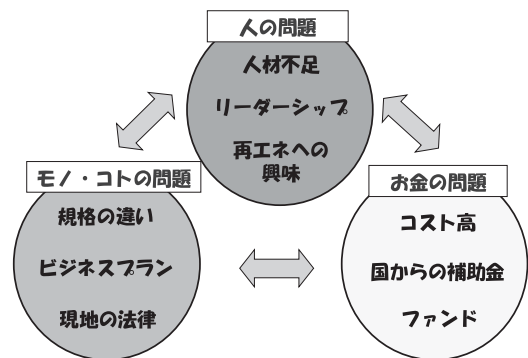 人の問題
人材不足
リーダーシップ
再エネへの
興味
モノ・コトの問題
規格の違い
ビジネスプラン
現地の法律
お金の問題
コスト高
国からの補助金
ファンド